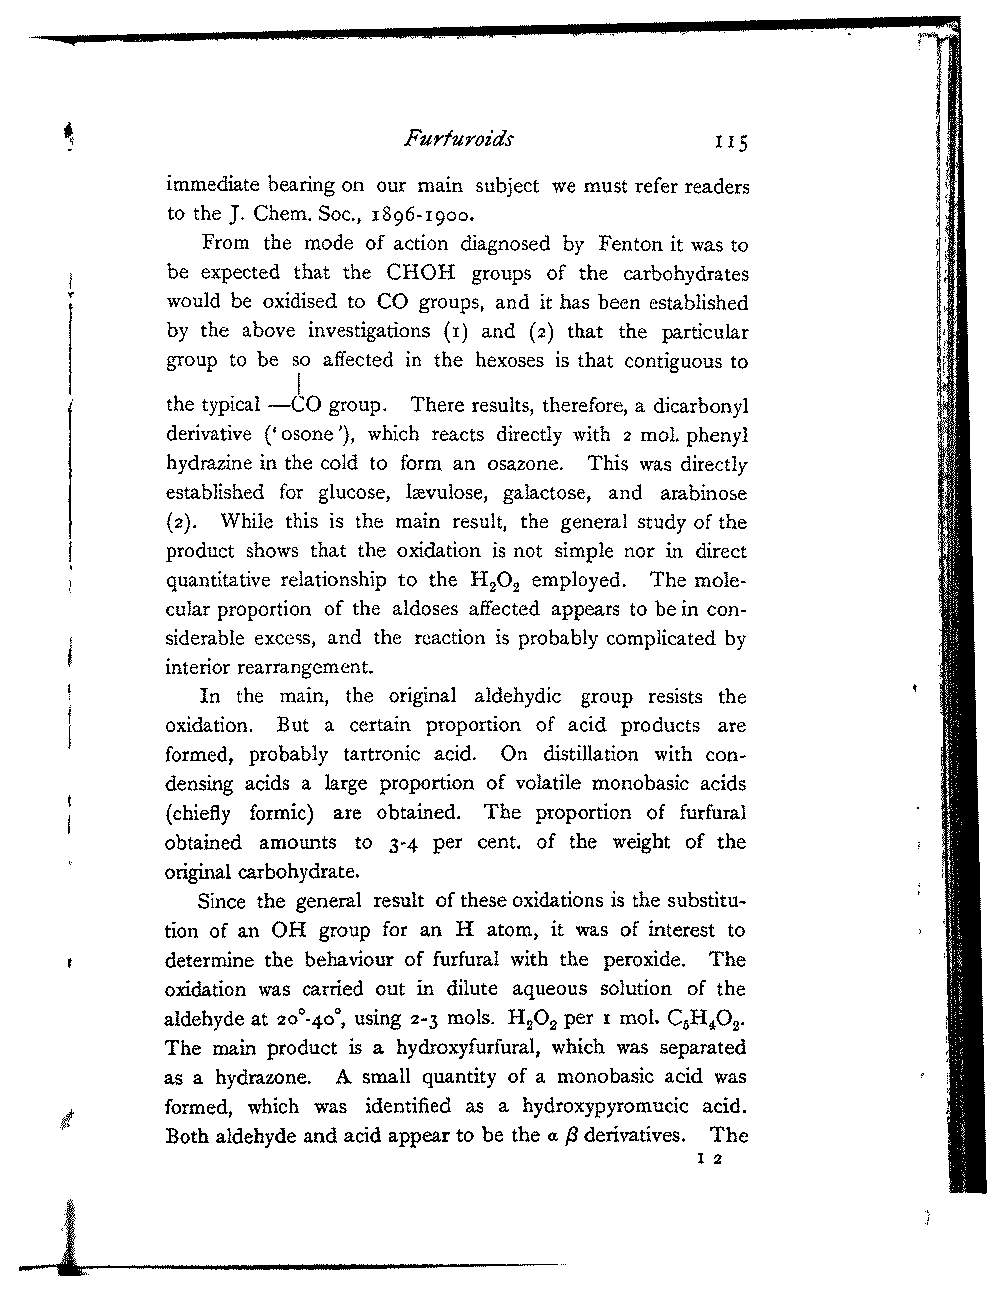 Furfuroids 115
immediate bearing on our main subject we must refer readers
to the J. Chem. Soc., 1896-1900.
From the mode of action diagnosed by Fenton it was to
be expected that the CHOH groups of the carbohydrates
would be oxidised to CO groups, and it has been established
by the above investigations (1) and (2) that the particular
group to be so affected in the hexoses is that contiguous to
|
the typical —CO group. There results, therefore, a dicarbonyl
derivative ('osone'), which reacts directly with 2 mol. phenyl
hydrazine in the cold to form an osazone. This was directly
established for glucose, lævulose, galactose, and arabinose
(2). While this is the main result, the general study of the
product shows that the oxidation is not simple nor in direct
quantitative relationship to the H₂O₂ employed. The mole-
cular proportion of the aldoses affected appears to be in con-
siderable excess, and the reaction is probably complicated by
interior rearrangement.
In the main, the original aldehydic group resists the
oxidation. But a certain proportion of acid products are
formed, probably tartronic acid. On distillation with con-
densing acids a large proportion of volatile monobasic acids
(chiefly formic) are obtained. The proportion of furfural
obtained amounts to 3-4 per cent. of the weight of the
original carbohydrate.
Since the general result of these oxidations is the substitu-
tion of an OH group for an H atom, it was of interest to
determine the behaviour of furfural with the peroxide. The
oxidation was carried out in dilute aqueous solution of the
aldehyde at 20°-40°, using 2-3 mols. H₂O₂ per 1 mol. C₅H₄O₂.
The main product is a hydroxyfurfural, which was separated
as a hydrazone. A small quantity of a monobasic acid was
formed, which was identified as a hydroxypyromucic acid.
Both aldehyde and acid appear to be the α β derivatives. The
I 2